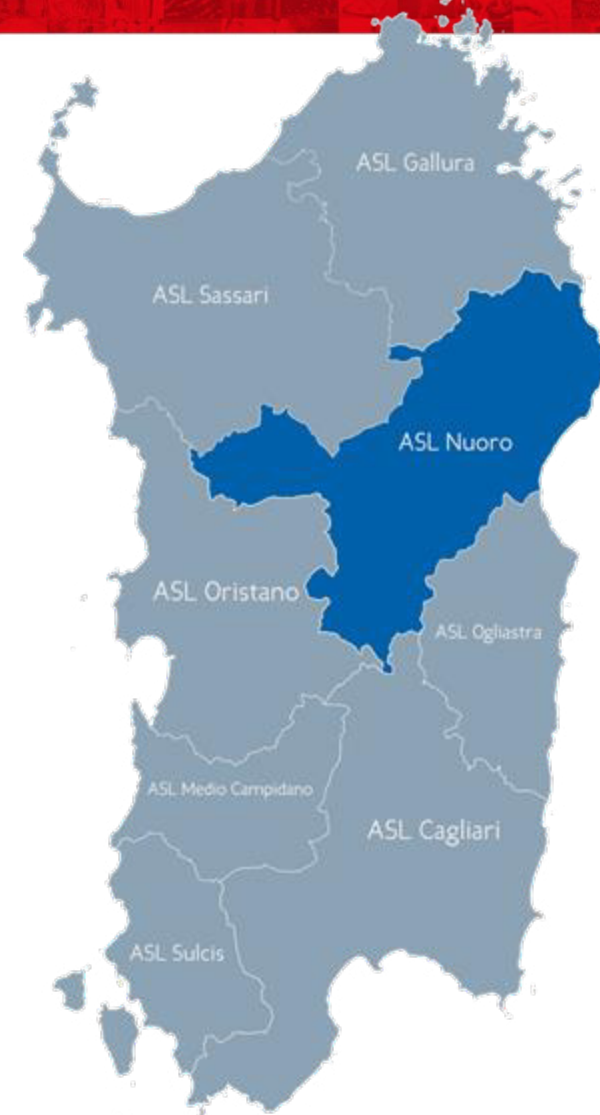 ASL Gallura
ASL Sassari
ASL Nuoro
ASL Oristano
ASL Ogliastra
ASL Medio Campidano
ASL Cagliari
ASL Sulcis